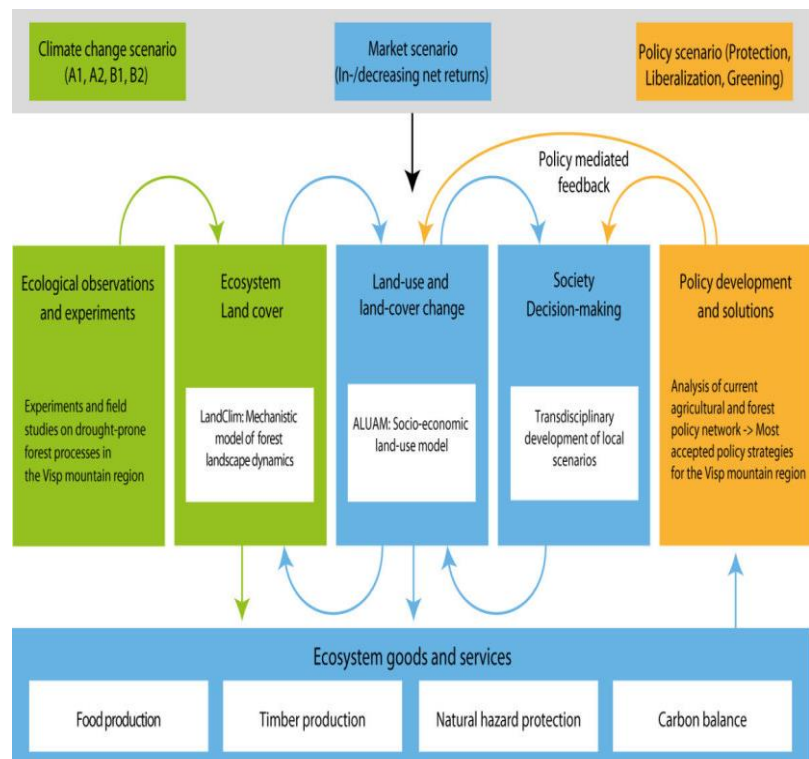 Climate change scenario
(A1, A2, B1, B2)
Market scenario
(In-/decreasing net returns)
Policy scenario (Protection,
Liberalization, Greening)
Policy mediated
feedback
Ecological observations
and experiments
Experiments and field
studies on drought-prone
forest processes in
the Visp mountain region
Ecosystem
Land cover
LandClim: Mechanistic
model of forest
landscape dynamics
Land-use and
land-cover change
ALUAM: Socio-economic
land-use model
Society
Decision-making
Transdisciplinary
development of local
scenarios
Policy development
and solutions
Analysis of current
agricultural and forest
policy network -> Most
accepted policy strategies
for the Visp mountain region
Ecosystem goods and services
Food production
Timber production
Natural hazard protection
Carbon balance